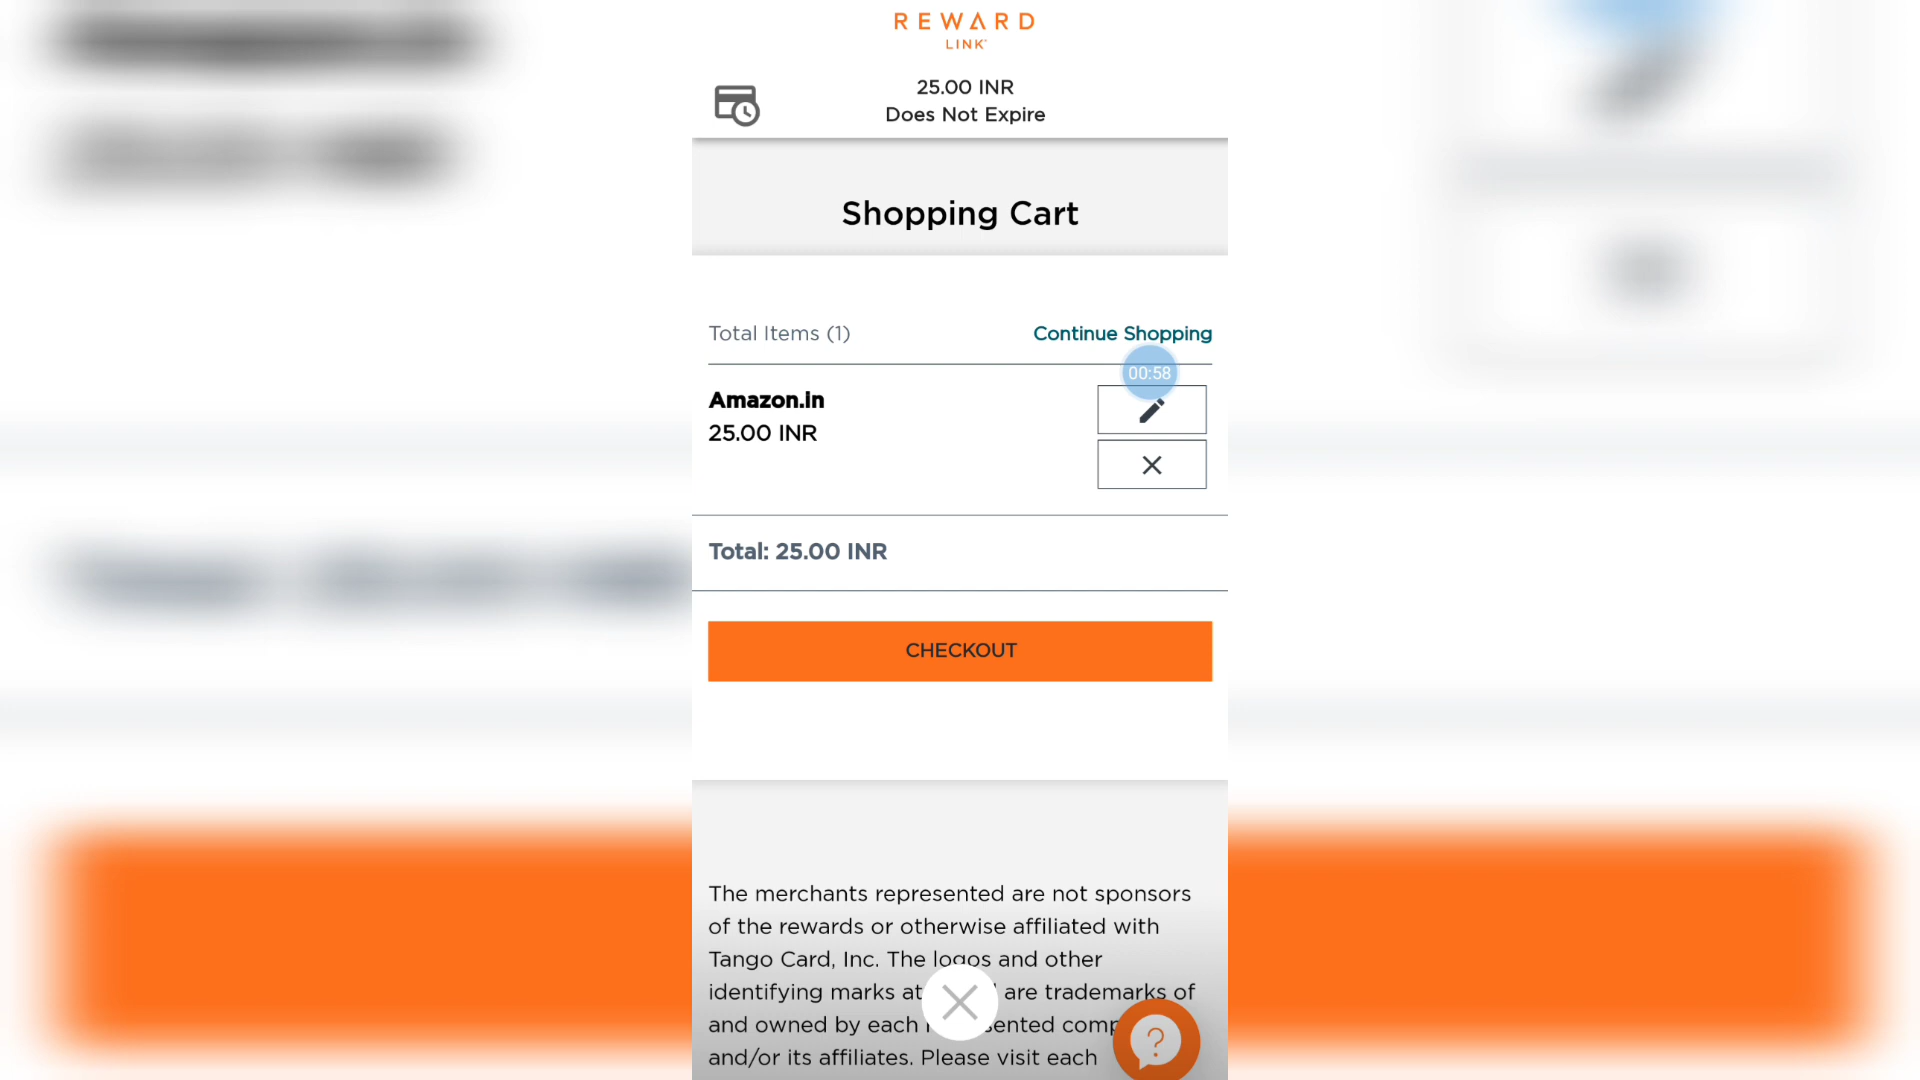 REWARD
LINK™
25.00 INR
Does Not Expire
Shopping Cart
Total Items (1)
Continue Shopping
00:58
Amazon.in
25.00 INR
Total: 25.00 INR
CHECKOUT
The merchants represented are not sponsors
of the rewards or otherwise affiliated with
Tango Card, Inc. The logos and other
identifying marks are trademarks of
and owned by each
and/or its affiliates. Please visit each
?